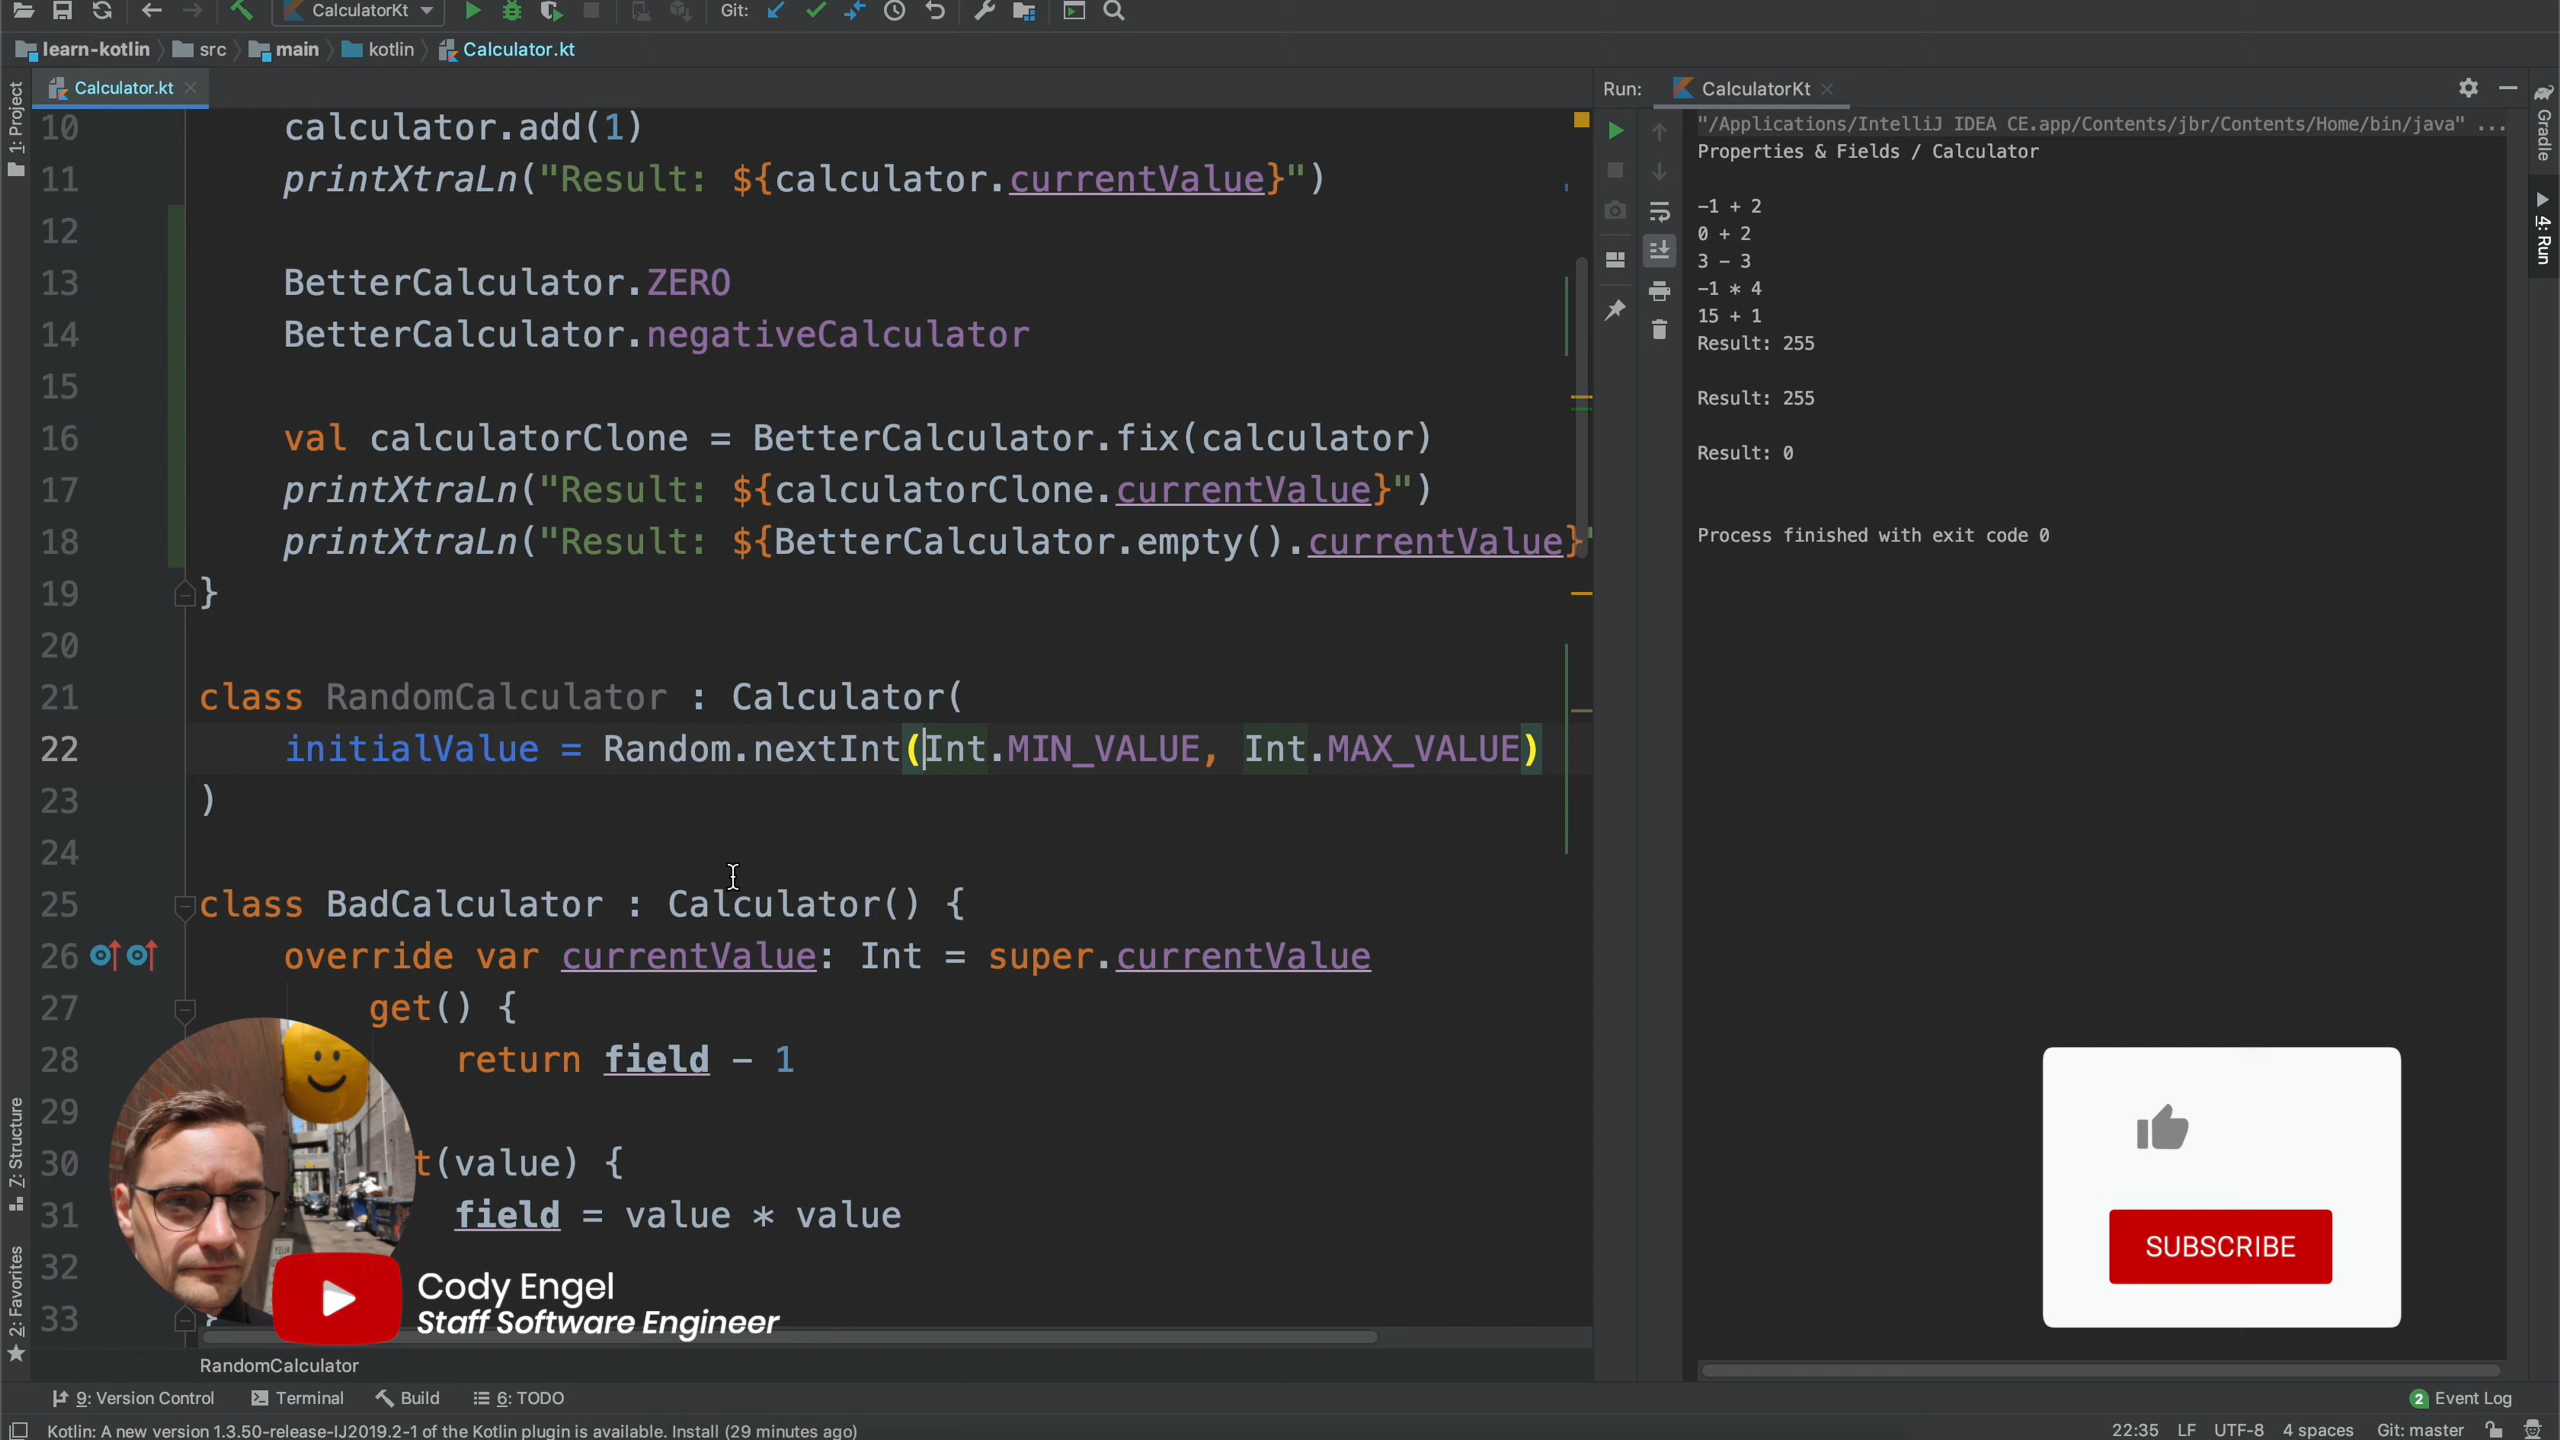 CalculatorKt
Git:
learn-kotlin
src
main
kotlin
Calculator.kt
Calculator.kt
1: Project
7: Structure
2: Favorites
10 calculator.add(1)
11 printXtraLn("Result: ${calculator.currentValue}")
12
13 BetterCalculator.ZERO
14 BetterCalculator.negativeCalculator
15
16 val calculatorClone = BetterCalculator.fix(calculator)
17 printXtraLn("Result: ${calculatorClone.currentValue}")
18 printXtraLn("Result: ${BetterCalculator.empty().currentValue}"
19 }
20
21 class RandomCalculator : Calculator(
22 initialValue = Random.nextInt(Int.MIN_VALUE, Int.MAX_VALUE)
23 )
24
25 class BadCalculator : Calculator() {
26 override var currentValue: Int = super.currentValue
27 get() {
28 return field - 1
29
30 t(value) {
31 field = value * value
32
33
Cody Engel
Staff Software Engineer
RandomCalculator
Run:
CalculatorKt
"/Applications/IntelliJ IDEA CE.app/Contents/jbr/Contents/Home/bin/java" ...
Properties & Fields / Calculator
-1 + 2
0 + 2
3 - 3
-1 * 4
15 + 1
Result: 255
Result: 255
Result: 0
Process finished with exit code 0
SUBSCRIBE
Gradle
4: Run
9: Version Control
Terminal
Build
6: TODO
2 Event Log
Kotlin: A new version 1.3.50-release-IJ2019.2-1 of the Kotlin plugin is available. Install (29 minutes ago)
22:35
LF
UTF-8
4 spaces
Git: master